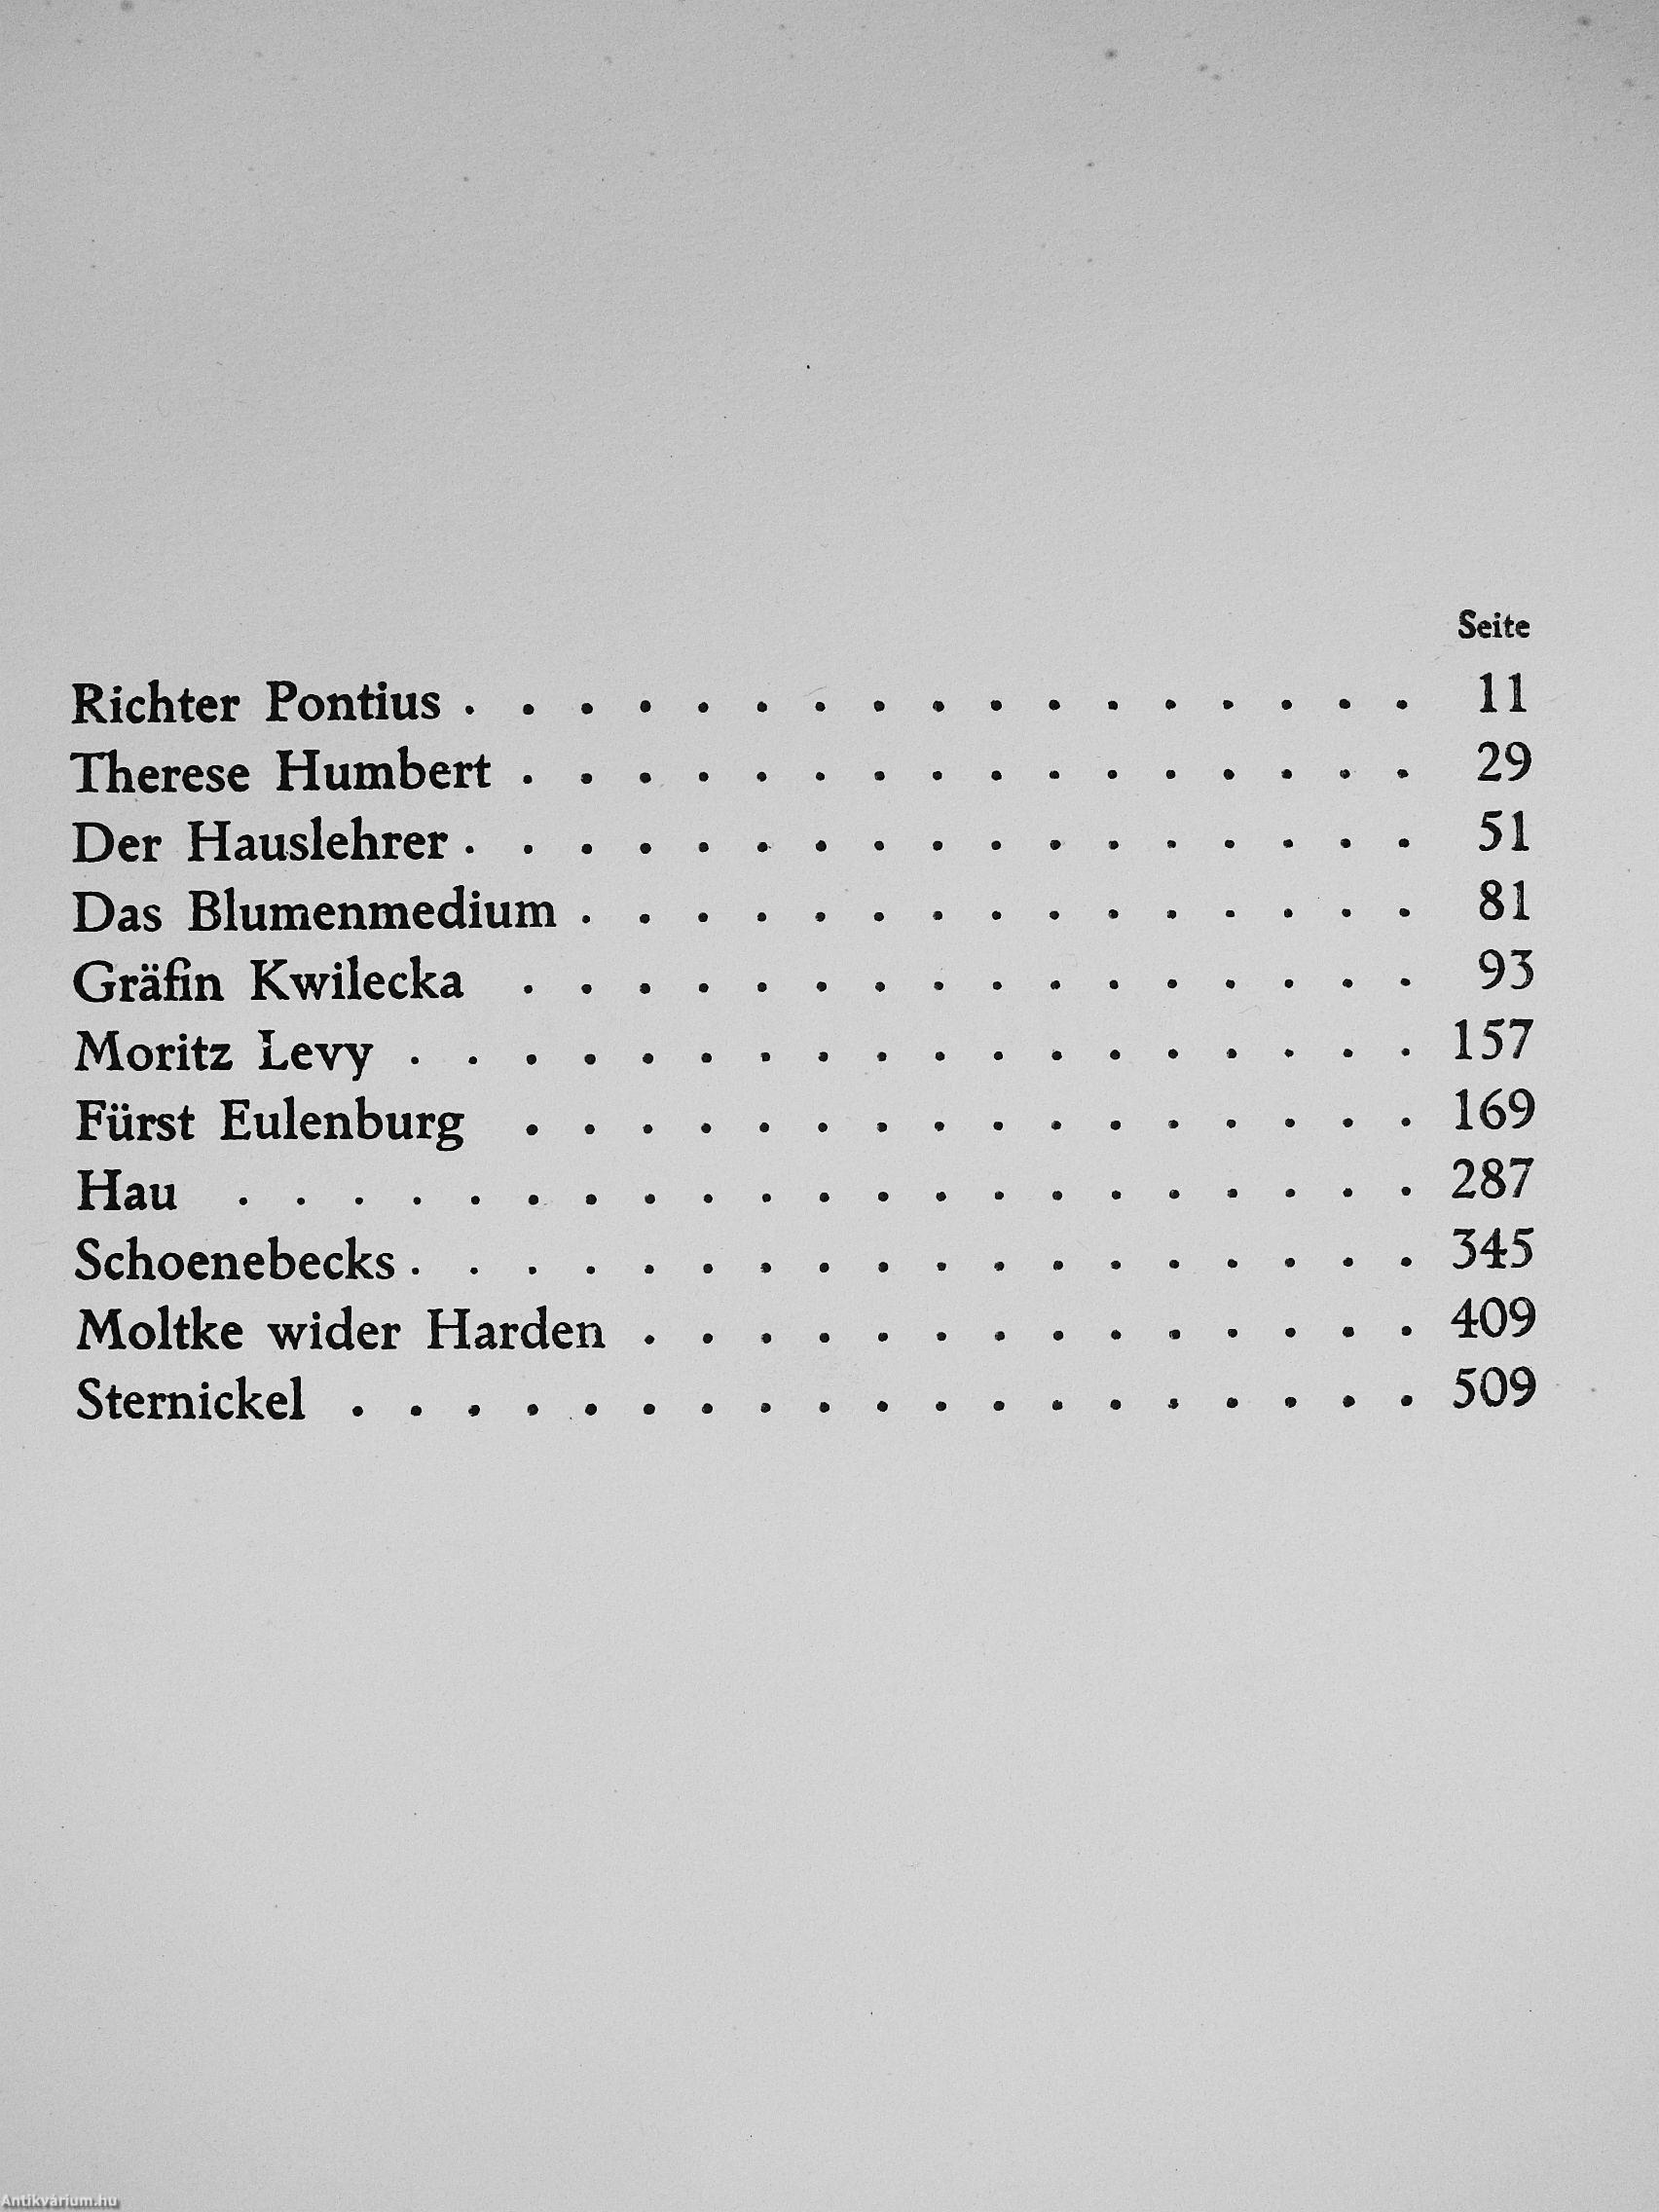 Seite
Richter Pontius . . . . . . . . . . . . . . . . . 11
Therese Humbert . . . . . . . . . . . . . . . . 29
Der Hauslehrer . . . . . . . . . . . . . . . . . 51
Das Blumenmedium . . . . . . . . . . . . . . . 81
Gräfin Kwilecka . . . . . . . . . . . . . . . . 93
Moritz Levy . . . . . . . . . . . . . . . . . . 157
Fürst Eulenburg . . . . . . . . . . . . . . . . 169
Hau . . . . . . . . . . . . . . . . . . . . . 287
Schoenebecks . . . . . . . . . . . . . . . . . . 345
Moltke wider Harden . . . . . . . . . . . . . . 409
Sternickel . . . . . . . . . . . . . . . . . . . 509
Antikvárium.hu